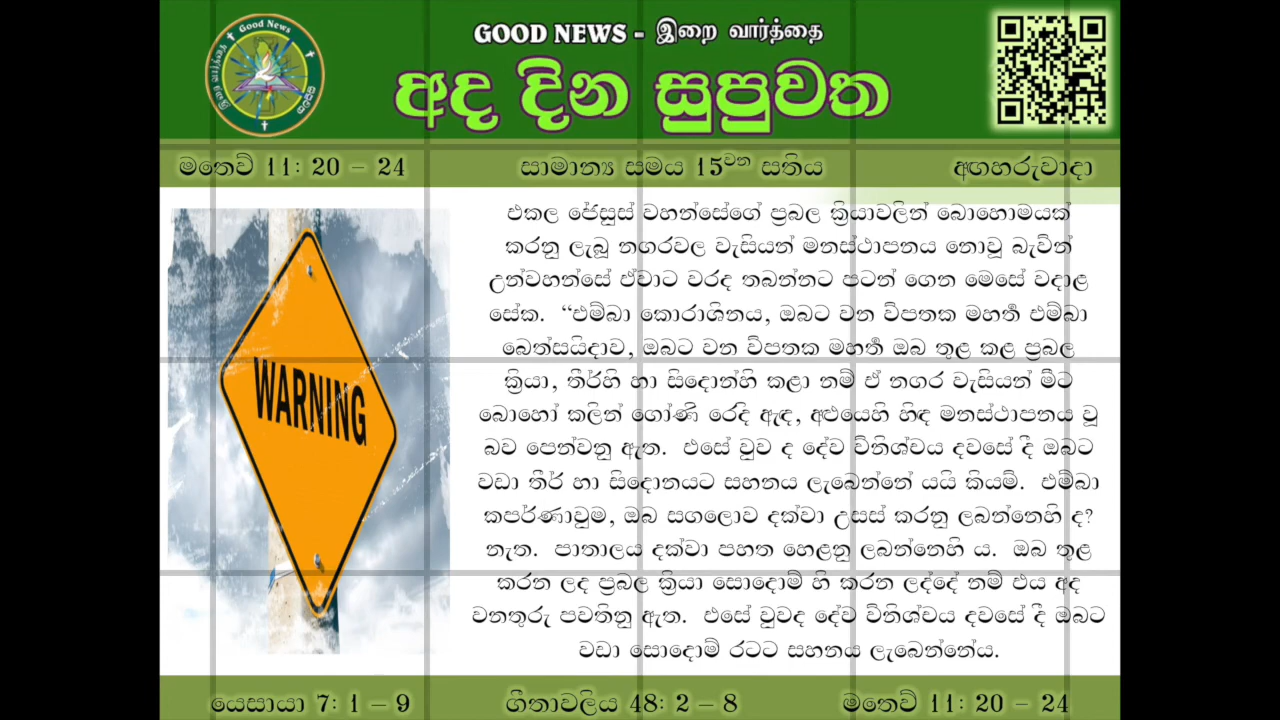 Good News
GOOD NEWS - இறை வார்த்தை
අද දින සුපුවත
මතෙව් 11: 20 – 24
සාමාන්‍ය සමය 15වන සතිය
අඟහරුවාදා
WARNING
එකල ජේසුස් වහන්සේගේ ප්‍රබල ක්‍රියාවලින් බොහොමයක්
කරනු ලැබූ නගරවල වැසියන් මනස්ථාපනය නොවූ බැවින්
උන්වහන්සේ ඒවාට වරද තබන්නට පටන් ගෙන මෙසේ වදාළ
සේක. “එම්බා කොරාශිනය, ඔබට වන විපතක මහත එම්බා
බෙත්සයිදාව, ඔබට වන විපතක මහත ඔබ තුළ කළ ප්‍රබල
ක්‍රියා, තීර්හි හා සිදොන්හි කළා නම් ඒ නගර වැසියන් මීට
බොහෝ කලින් ගෝණි රෙදි ඇඳ, අළුයෙහි හිඳ මනස්ථාපනය වූ
බව පෙන්වනු ඇත. එසේ වුව ද දේව විනිශ්චය දවසේ දී ඔබට
වඩා තීර් හා සිදොනයට සහනය ලැබෙන්නේ යයි කියමි. එම්බා
කපර්ණාවුම, ඔබ සගලොව දක්වා උසස් කරනු ලබන්නෙහි ද?
නැත. පාතාලය දක්වා පහත හෙළනු ලබන්නෙහි ය. ඔබ තුළ
කරන ලද ප්‍රබල ක්‍රියා සොදොම් හි කරන ලද්දේ නම් එය අද
වනතුරු පවතිනු ඇත. එසේ වුවද දේව විනිශ්චය දවසේ දී ඔබට
වඩා සොදොම් රටට සහනය ලැබෙන්නේය.
යෙසායා 7: 1 – 9
ගීතාවලිය 48: 2 – 8
මතෙව් 11: 20 – 24